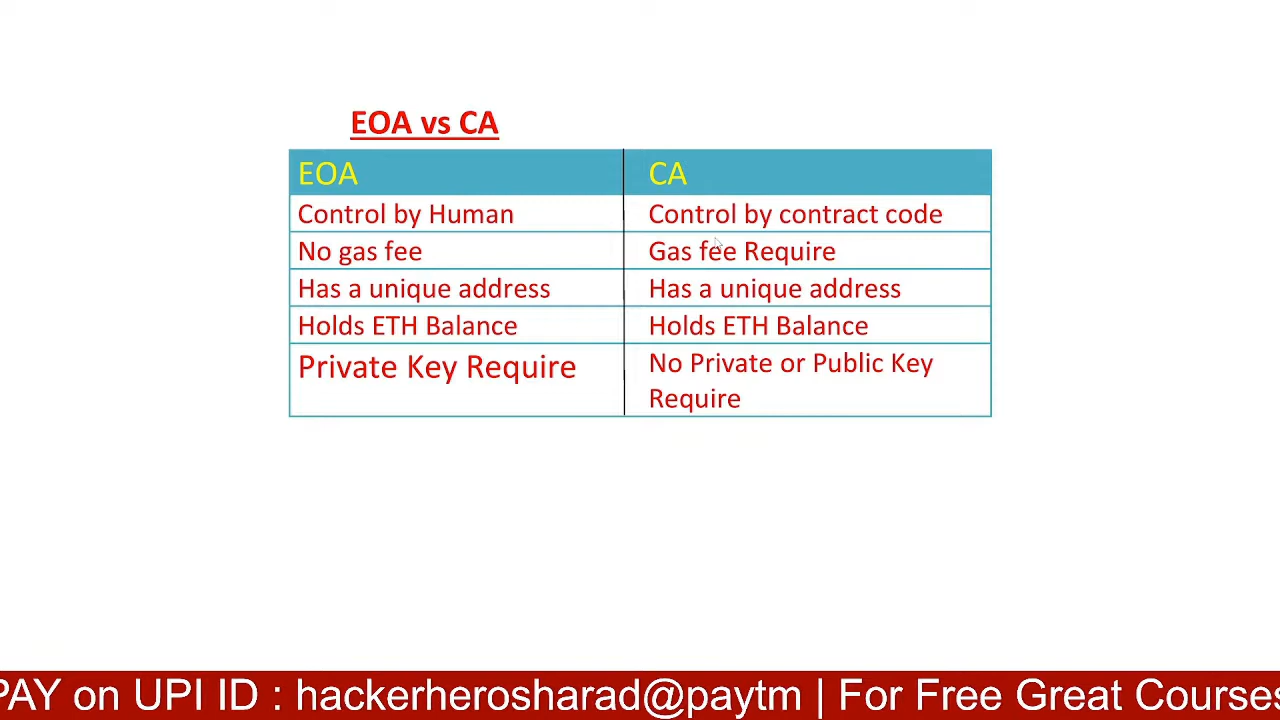 EOA vs CA
EOA CA
Control by Human Control by contract code
No gas fee Gas fee Require
Has a unique address Has a unique address
Holds ETH Balance Holds ETH Balance
Private Key Require No Private or Public Key
Require
PAY on UPI ID : hackerherosharad@paytm | For Free Great Courses